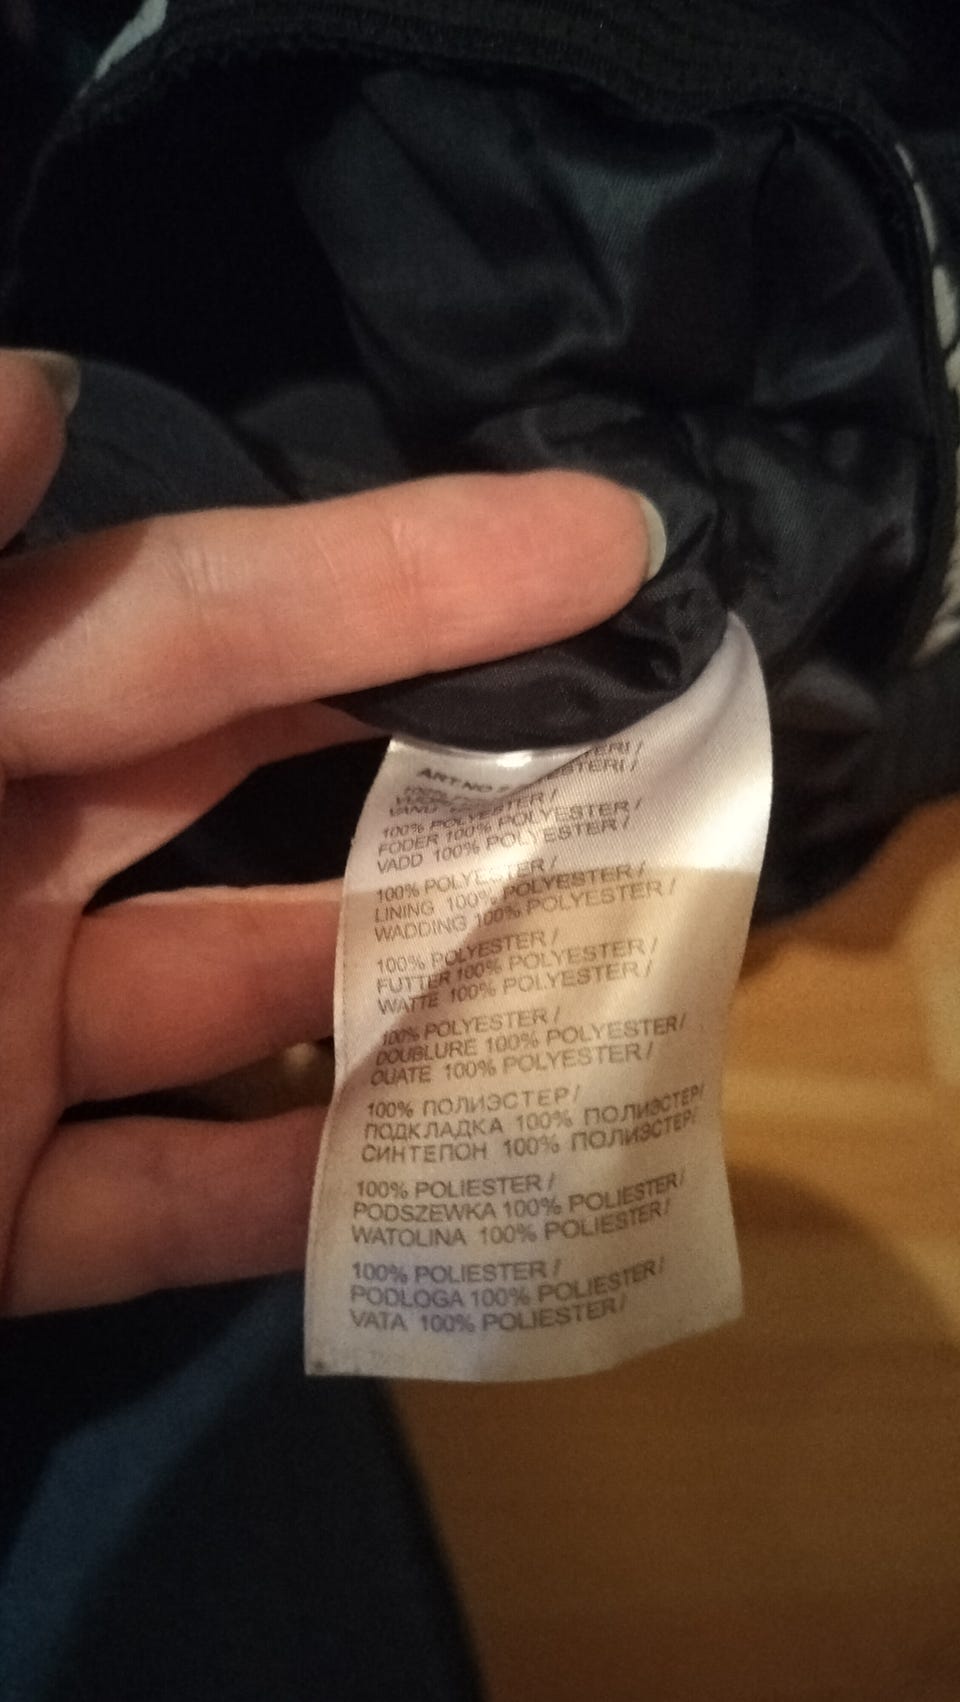 ART NO
100% POLYESTER /
FODER 100% POLYESTER /
VADD 100% POLYESTER /
100% POLYESTER /
LINING 100% POLYESTER /
WADDING 100% POLYESTER /
100% POLYESTER /
FUTTER 100% POLYESTER /
WATTE 100% POLYESTER /
100% POLYESTER /
DOUBLURE 100% POLYESTER/
OUATE 100% POLYESTER /
100% ПОЛИЭСТЕР/
ПОДКЛАДКА 100% ПОЛИЭСТЕР/
СИНТЕПОН 100% ПОЛИЭСТЕР/
100% POLIESTER /
PODSZEWKA 100% POLIESTER/
WATOLINA 100% POLIESTER/
100% POLIESTER /
PODLOGA 100% POLIESTER/
VATA 100% POLIESTER/